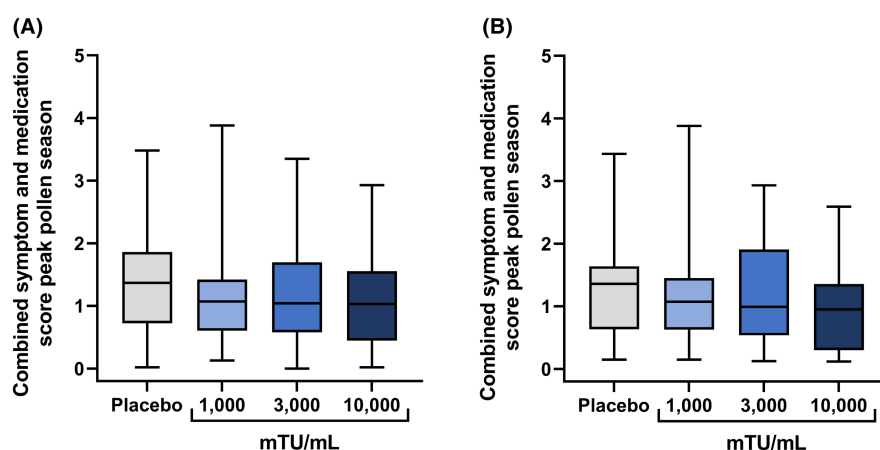 (A)
Combined symptom and medication
score peak pollen season
5
4
3
2
1
0
Placebo 1,000 3,000 10,000
mTU/mL
(B)
Combined symptom and medication
score peak pollen season
5
4
3
2
1
0
Placebo 1,000 3,000 10,000
mTU/mL